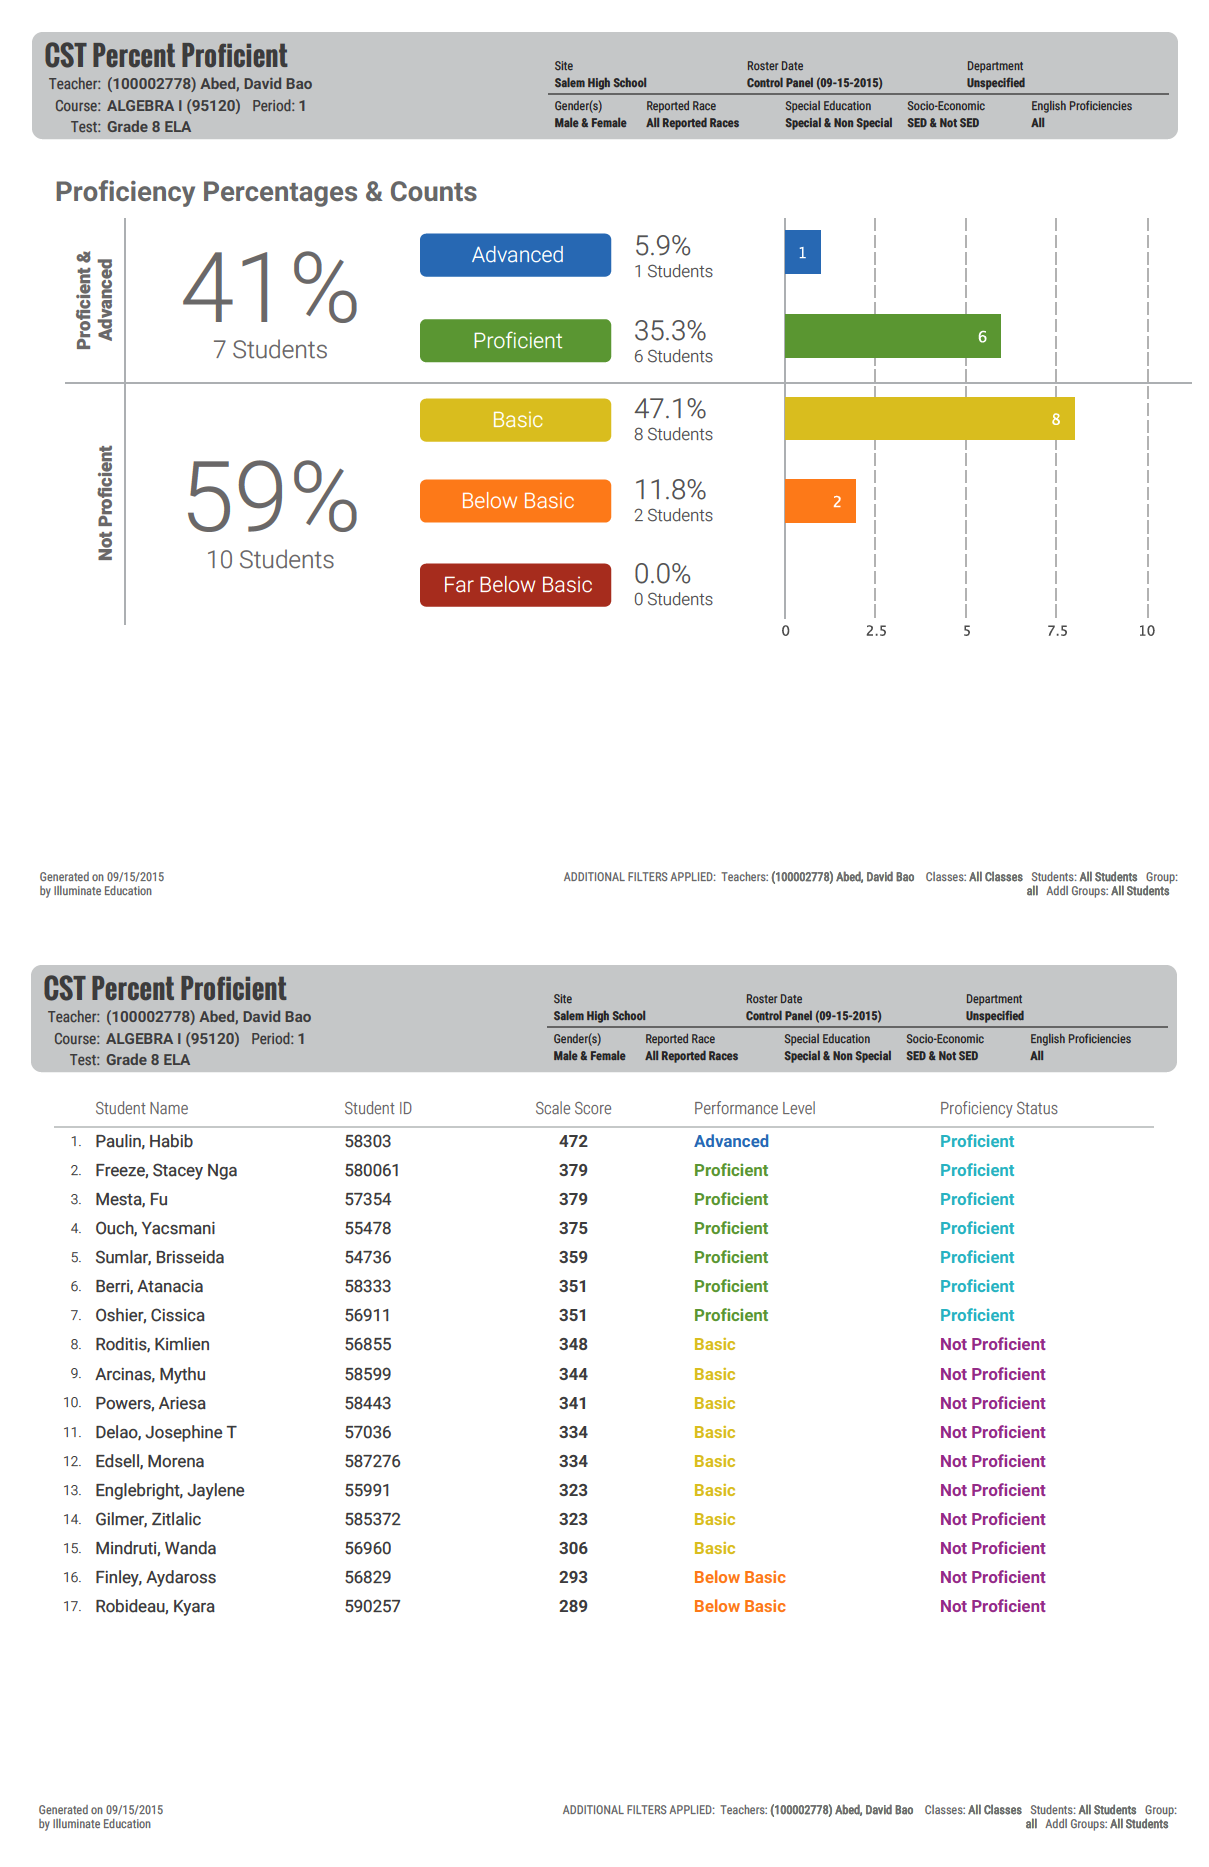 CST Percent Proficient
Teacher: (100002778) Abed, David Bao
Course: ALGEBRA I (95120) Period: 1
Test: Grade 8 ELA
Site Roster Date Department
Salem High School Control Panel (09-15-2015) Unspecified
Gender(s) Reported Race Special Education Socio-Economic English Proficiencies
Male & Female All Reported Races Special & Non Special SED & Not SED All
Proficiency Percentages & Counts
Proficient &
Advanced
41%
7 Students
Advanced
5.9%
1 Students
1
Proficient
35.3%
6 Students
6
Not Proficient
59%
10 Students
Basic
47.1%
8 Students
8
Below Basic
11.8%
2 Students
2
Far Below Basic
0.0%
0 Students
0 2.5 5 7.5 10
Generated on 09/15/2015
by Illuminate Education
ADDITIONAL FILTERS APPLIED: Teachers: (100002778) Abed, David Bao Classes: All Classes Students: All Students Group:
all Addl Groups: All Students
CST Percent Proficient
Teacher: (100002778) Abed, David Bao
Course: ALGEBRA I (95120) Period: 1
Test: Grade 8 ELA
Site Roster Date Department
Salem High School Control Panel (09-15-2015) Unspecified
Gender(s) Reported Race Special Education Socio-Economic English Proficiencies
Male & Female All Reported Races Special & Non Special SED & Not SED All
Student Name Student ID Scale Score Performance Level Proficiency Status
1. Paulin, Habib 58303 472 Advanced Proficient
2. Freeze, Stacey Nga 580061 379 Proficient Proficient
3. Mesta, Fu 57354 379 Proficient Proficient
4. Ouch, Yacsmani 55478 375 Proficient Proficient
5. Sumlar, Brisseida 54736 359 Proficient Proficient
6. Berri, Atanacia 58333 351 Proficient Proficient
7. Oshier, Cissica 56911 351 Proficient Proficient
8. Roditis, Kimlien 56855 348 Basic Not Proficient
9. Arcinas, Mythu 58599 344 Basic Not Proficient
10. Powers, Ariesa 58443 341 Basic Not Proficient
11. Delao, Josephine T 57036 334 Basic Not Proficient
12. Edsell, Morena 587276 334 Basic Not Proficient
13. Englebright, Jaylene 55991 323 Basic Not Proficient
14. Gilmer, Zitlalic 585372 323 Basic Not Proficient
15. Mindruti, Wanda 56960 306 Basic Not Proficient
16. Finley, Aydaross 56829 293 Below Basic Not Proficient
17. Robideau, Kyara 590257 289 Below Basic Not Proficient
Generated on 09/15/2015
by Illuminate Education
ADDITIONAL FILTERS APPLIED: Teachers: (100002778) Abed, David Bao Classes: All Classes Students: All Students Group:
all Addl Groups: All Students